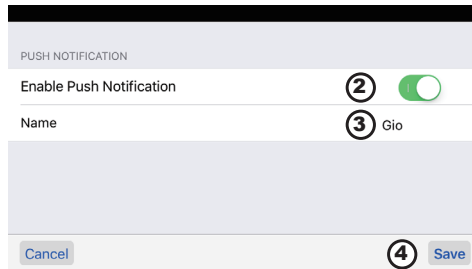 PUSH NOTIFICATION
Enable Push Notification 2
Name 3 Gio
Cancel 4 Save